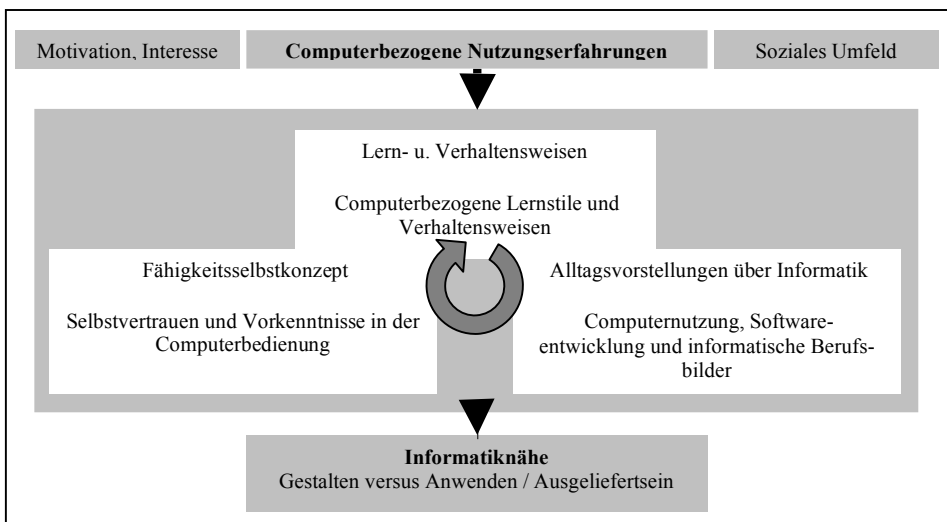 Motivation, Interesse
Computerbezogene Nutzungserfahrungen
Soziales Umfeld
Lern- u. Verhaltensweisen
Computerbezogene Lernstile und
Verhaltensweisen
Fähigkeitsselbstkonzept
Selbstvertrauen und Vorkenntnisse in der
Computerbedienung
Alltagsvorstellungen über Informatik
Computernutzung, Software-
entwicklung und informatische Berufs-
bilder
Informatiknähe
Gestalten versus Anwenden / Ausgeliefertsein